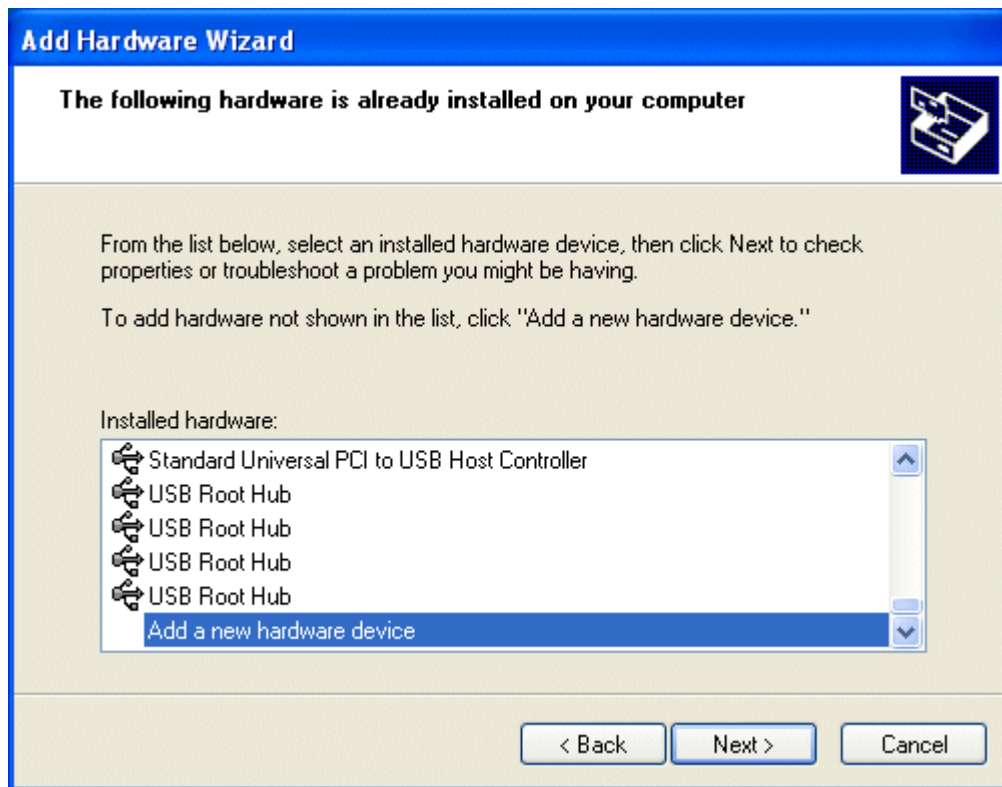 Add Hardware Wizard
The following hardware is already installed on your computer
From the list below, select an installed hardware device, then click Next to check
properties or troubleshoot a problem you might be having.
To add hardware not shown in the list, click "Add a new hardware device."
Installed hardware:
Standard Universal PCI to USB Host Controller
USB Root Hub
USB Root Hub
USB Root Hub
USB Root Hub
Add a new hardware device
< Back Next > Cancel